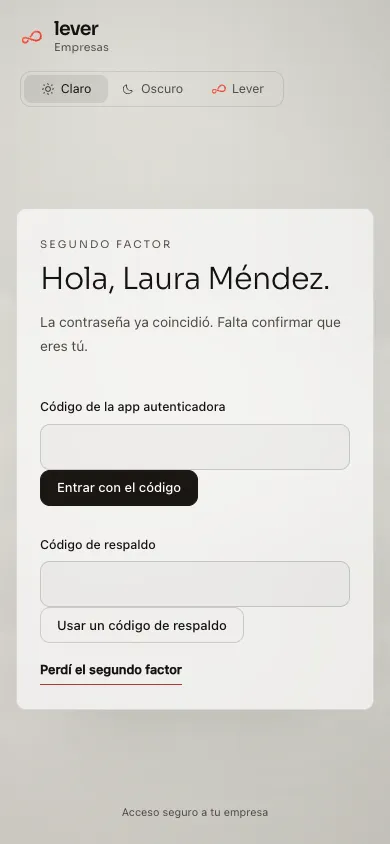 lever
Empresas
Claro
Oscuro
Lever
SEGUNDO FACTOR
Hola, Laura Méndez.
La contraseña ya coincidió. Falta confirmar que
eres tú.
Código de la app autenticadora
Entrar con el código
Código de respaldo
Usar un código de respaldo
Perdí el segundo factor
Acceso seguro a tu empresa